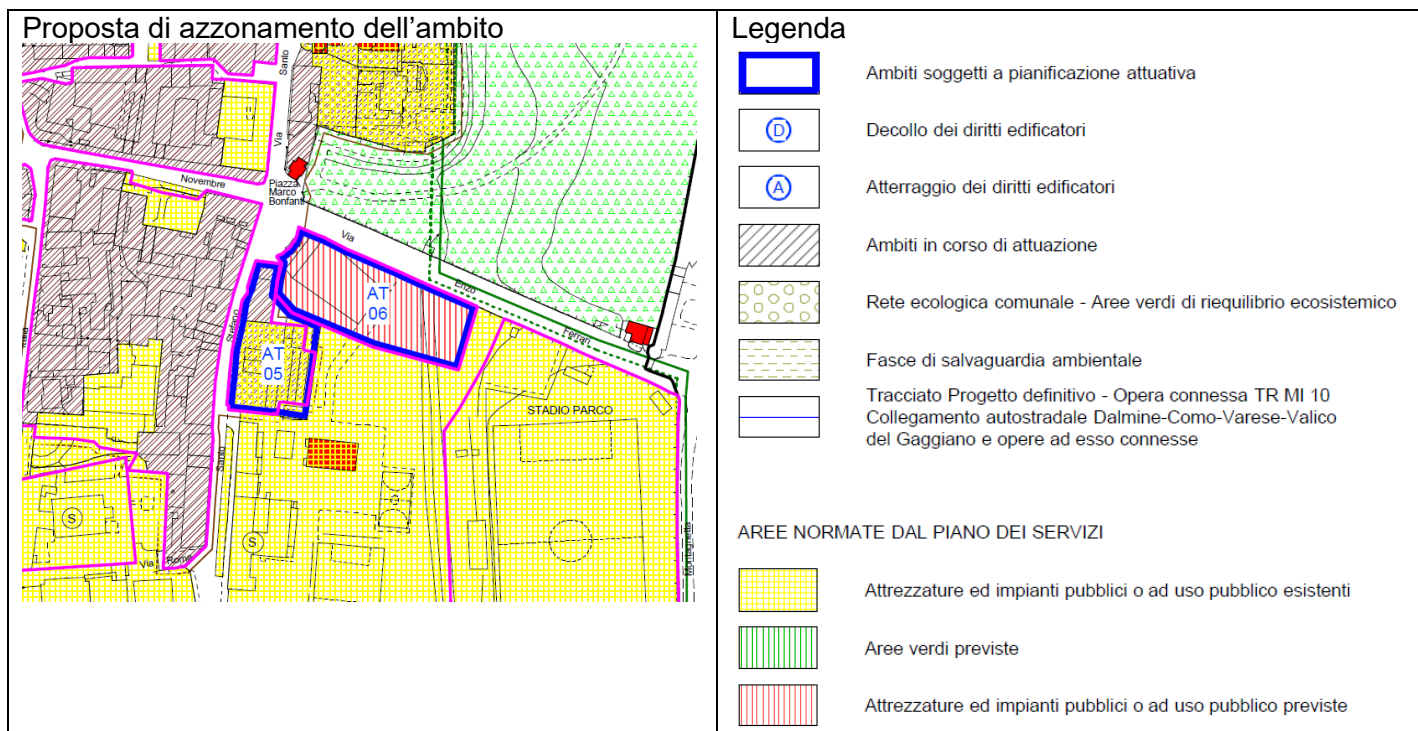 Proposta di azzonamento dell'ambito
Santo
Via
Novembre
Piazza
Marco
Bonfanti
Via
Enzo
Ferrari
AT
06
Stefano
AT
05
STADIO PARCO
Santo
S
S
Via
Roma
Montagnetta
Legenda
Ambiti soggetti a pianificazione attuativa
D
Decollo dei diritti edificatori
A
Atterraggio dei diritti edificatori
Ambiti in corso di attuazione
Rete ecologica comunale - Aree verdi di riequilibrio ecosistemico
Fasce di salvaguardia ambientale
Tracciato Progetto definitivo - Opera connessa TR MI 10
Collegamento autostradale Dalmine-Como-Varese-Valico
del Gaggiano e opere ad esso connesse
AREE NORMATE DAL PIANO DEI SERVIZI
Attrezzature ed impianti pubblici o ad uso pubblico esistenti
Aree verdi previste
Attrezzature ed impianti pubblici o ad uso pubblico previste